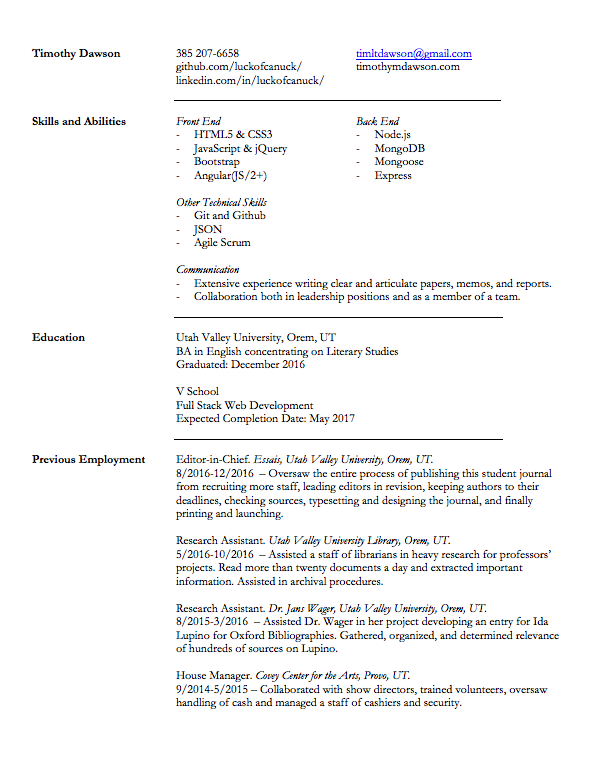 Timothy Dawson
385 207-6658
timltdawson@gmail.com
github.com/luckofcanuck/
timothymdawson.com
linkedin.com/in/luckofcanuck/
Skills and Abilities
Front End
- HTML5 & CSS3
- JavaScript & jQuery
- Bootstrap
- Angular(JS/2+)
Back End
- Node.js
- MongoDB
- Mongoose
- Express
Other Technical Skills
- Git and Github
- JSON
- Agile Scrum
Communication
- Extensive experience writing clear and articulate papers, memos, and reports.
- Collaboration both in leadership positions and as a member of a team.
Education
Utah Valley University, Orem, UT
BA in English concentrating on Literary Studies
Graduated: December 2016
V School
Full Stack Web Development
Expected Completion Date: May 2017
Previous Employment
Editor-in-Chief. Essais, Utah Valley University, Orem, UT.
8/2016-12/2016 – Oversaw the entire process of publishing this student journal
from recruiting more staff, leading editors in revision, keeping authors to their
deadlines, checking sources, typesetting and designing the journal, and finally
printing and launching.
Research Assistant. Utah Valley University Library, Orem, UT.
5/2016-10/2016 – Assisted a staff of librarians in heavy research for professors’
projects. Read more than twenty documents a day and extracted important
information. Assisted in archival procedures.
Research Assistant. Dr. Jans Wager, Utah Valley University, Orem, UT.
8/2015-3/2016 – Assisted Dr. Wager in her project developing an entry for Ida
Lupino for Oxford Bibliographies. Gathered, organized, and determined relevance
of hundreds of sources on Lupino.
House Manager. Covey Center for the Arts, Provo, UT.
9/2014-5/2015 – Collaborated with show directors, trained volunteers, oversaw
handling of cash and managed a staff of cashiers and security.